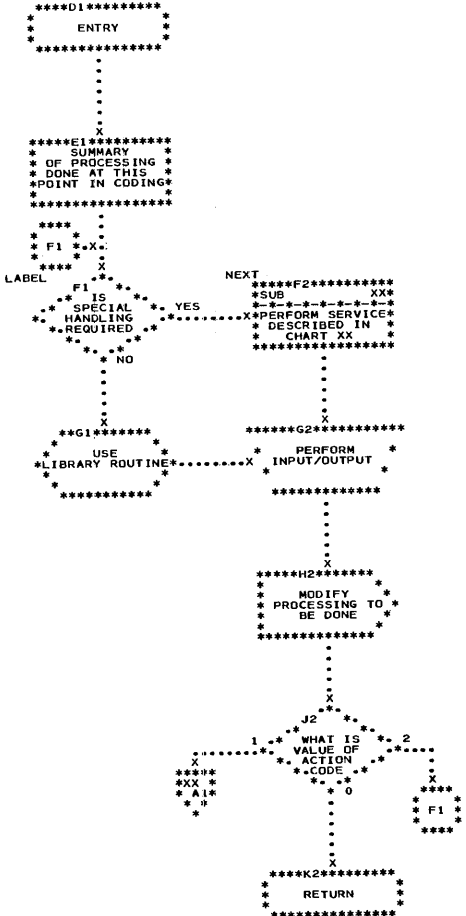 ****D1*********
ENTRY
*****E1**********
SUMMARY
OF PROCESSING
DONE AT THIS
*POINT IN CODING*
F1
LABEL
NEXT
F1
IS
SPECIAL
HANDLING
REQUIRED
YES
NO
*****F2**********
*SUB XX*
*-*-*-*-*-*-*-*-*
*PERFORM SERVICE*
DESCRIBED IN
CHART XX
**G1*******
USE
*LIBRARY ROUTINE*
*****G2**********
PERFORM
INPUT/OUTPUT
*****H2*******
MODIFY
PROCESSING TO
BE DONE
J2
1
WHAT IS
VALUE OF
ACTION
CODE
2
0
*XX *
A1
F1
****K2*********
RETURN